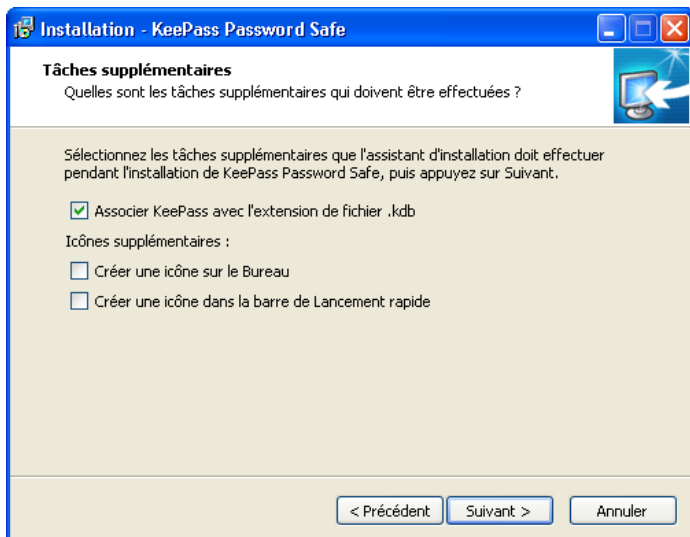 Installation - KeePass Password Safe
Tâches supplémentaires
Quelles sont les tâches supplémentaires qui doivent être effectuées ?
Sélectionnez les tâches supplémentaires que l'assistant d'installation doit effectuer
pendant l'installation de KeePass Password Safe, puis appuyez sur Suivant.
Associer KeePass avec l'extension de fichier .kdb
Icônes supplémentaires :
Créer une icône sur le Bureau
Créer une icône dans la barre de Lancement rapide
< Précédent
Suivant >
Annuler